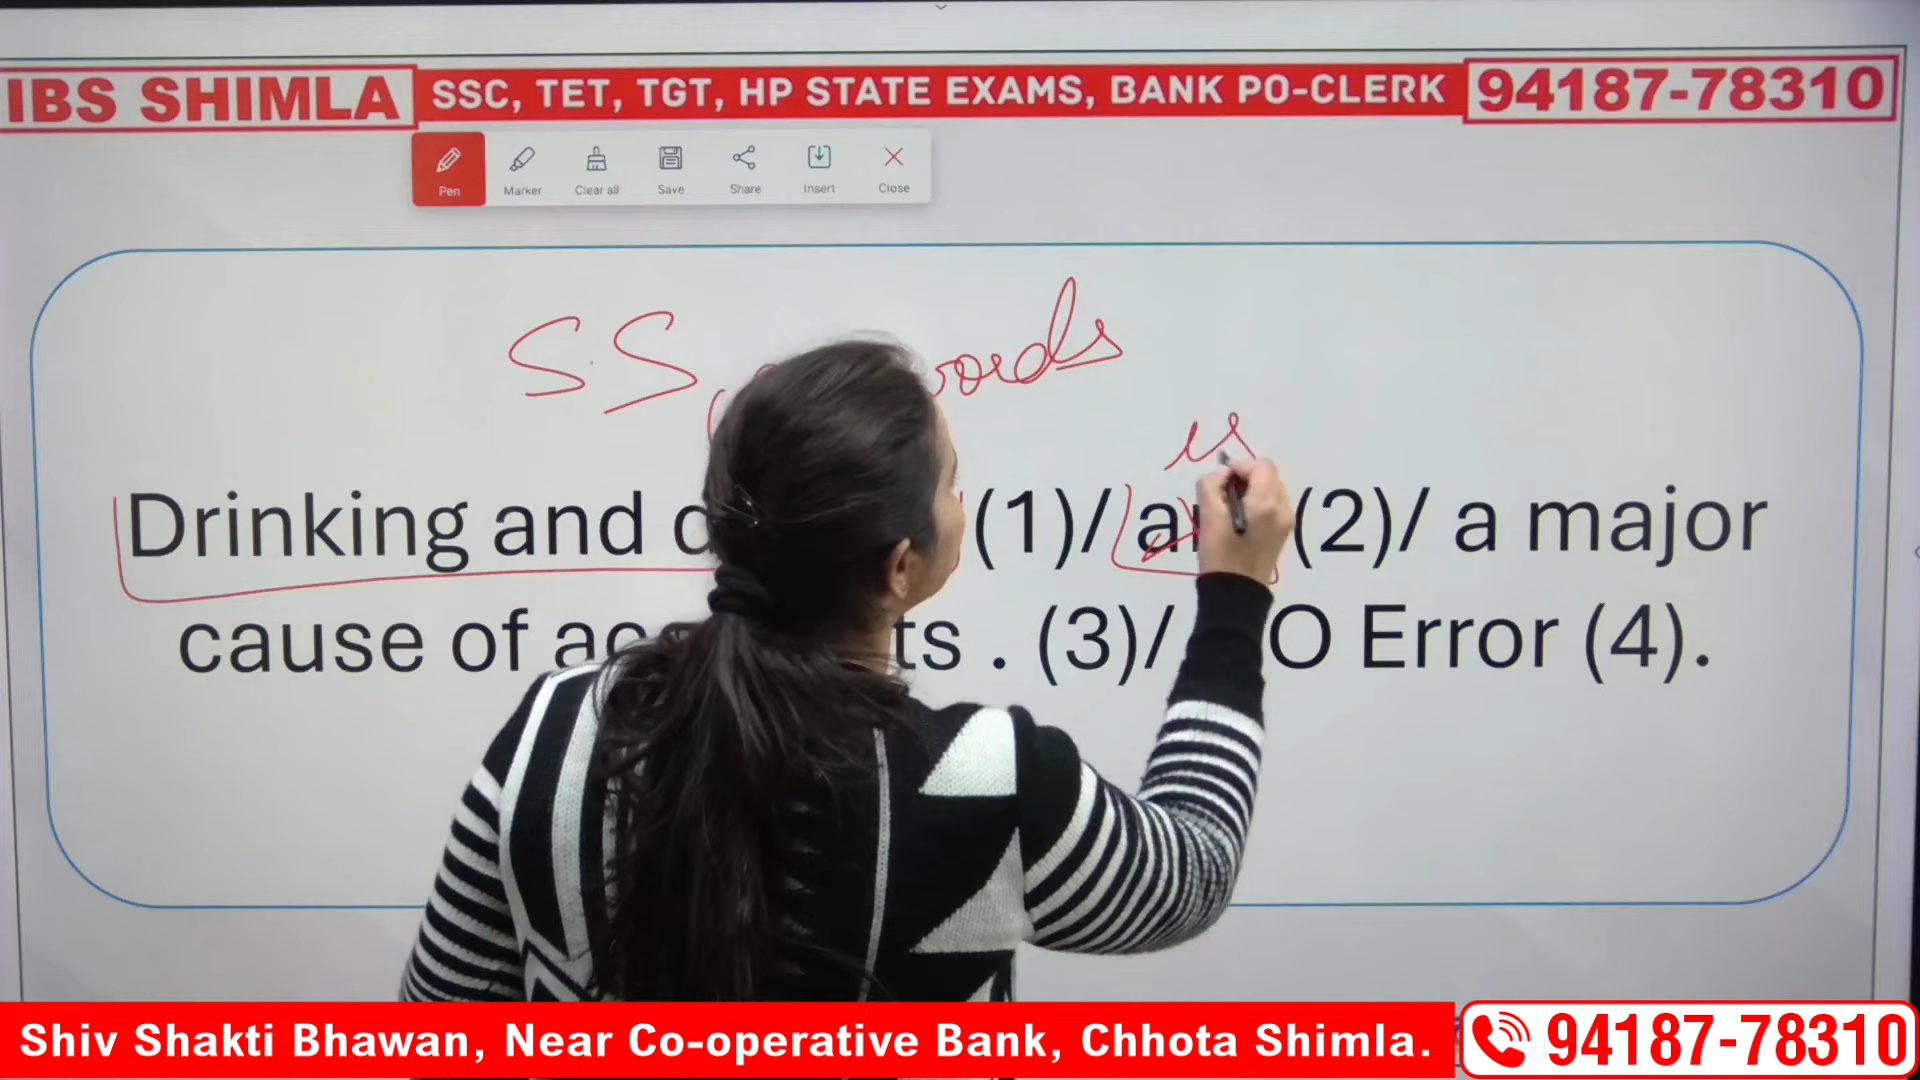 IBS SHIMLA SSC, TET, TGT, HP STATE EXAMS, BANK PO-CLERK 94187-78310
Pen Marker Clear all Save Share Insert Close
SS
is
Drinking and (1)/ (2)/ a major
cause of (3)/ Error (4).
Shiv Shakti Bhawan, Near Co-operative Bank, Chhota Shimla. 94187-78310